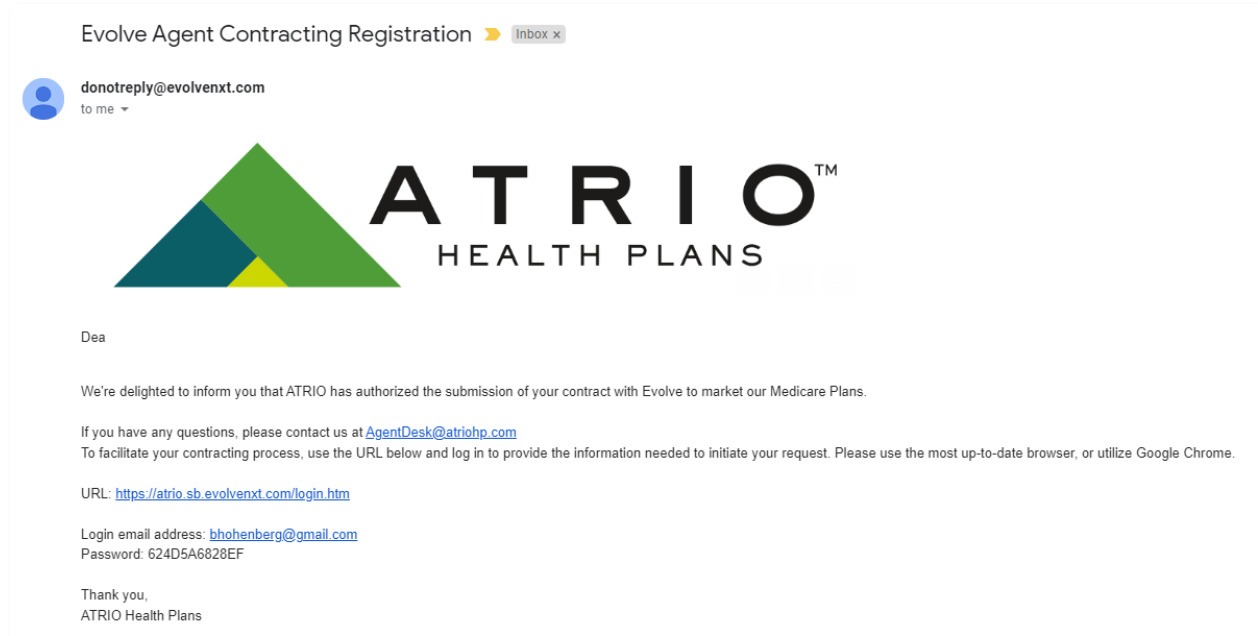 Evolve Agent Contracting Registration
Inbox ×
donotreply@evolvenxt.com
to me
ATRIO™
HEALTH PLANS
Dea
We're delighted to inform you that ATRIO has authorized the submission of your contract with Evolve to market our Medicare Plans.
If you have any questions, please contact us at AgentDesk@atriohp.com
To facilitate your contracting process, use the URL below and log in to provide the information needed to initiate your request. Please use the most up-to-date browser, or utilize Google Chrome.
URL: https://atrio.sb.evolvenxt.com/login.htm
Login email address: bhohenberg@gmail.com
Password: 624D5A6828EF
Thank you,
ATRIO Health Plans